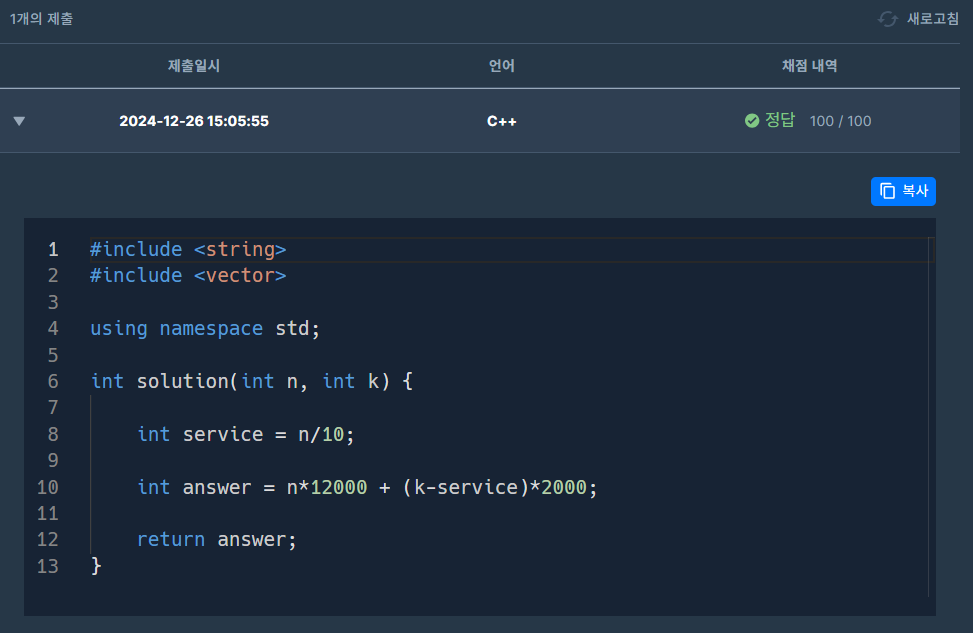 1개의 제출 새로고침
제출일시 언어 채점 내역
2024-12-26 15:05:55 C++ 정답 100 / 100
복사
1 #include <string>
2 #include <vector>
3
4 using namespace std;
5
6 int solution(int n, int k) {
7
8     int service = n/10;
9
10     int answer = n*12000 + (k-service)*2000;
11
12     return answer;
13 }